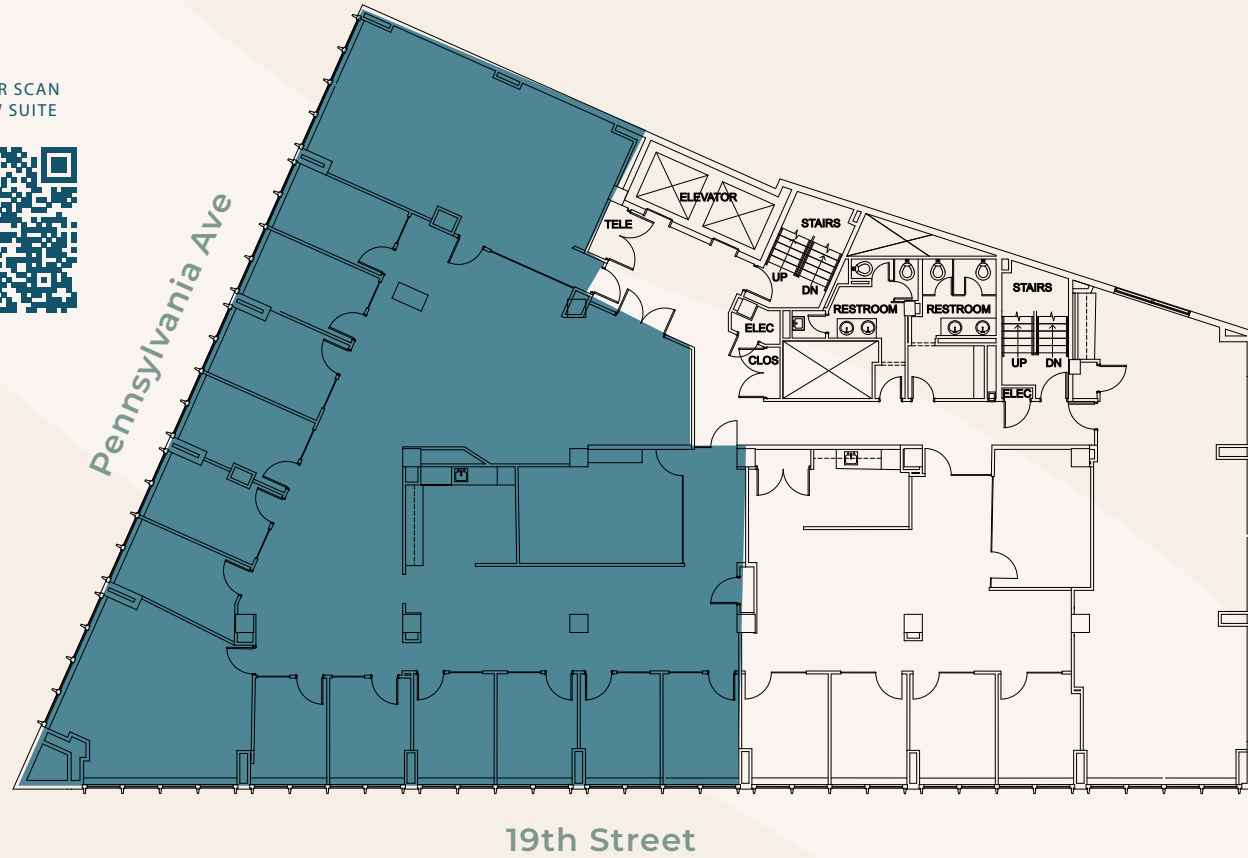 R SCAN
SUITE
Pennsylvania Ave
ELEVATOR
TELE
STAIRS
UP
DN
RESTROOM
RESTROOM
STAIRS
ELEC
CLOS
UP
DN
ELEC
19th Street